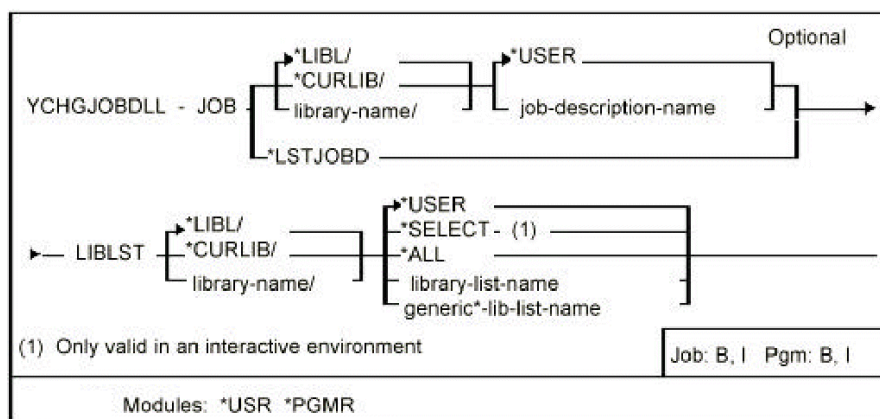 Optional
*LIBL/ *USER
*CURLIB/
YCHGJOBDLL - JOB library-name/ job-description-name
*LSTJOBD
*LIBL/ *USER
*SELECT - (1)
LIBLST *CURLIB/ *ALL
library-name/ library-list-name
generic*-lib-list-name
(1) Only valid in an interactive environment
Job: B, I Pgm: B, I
Modules: *USR *PGMR